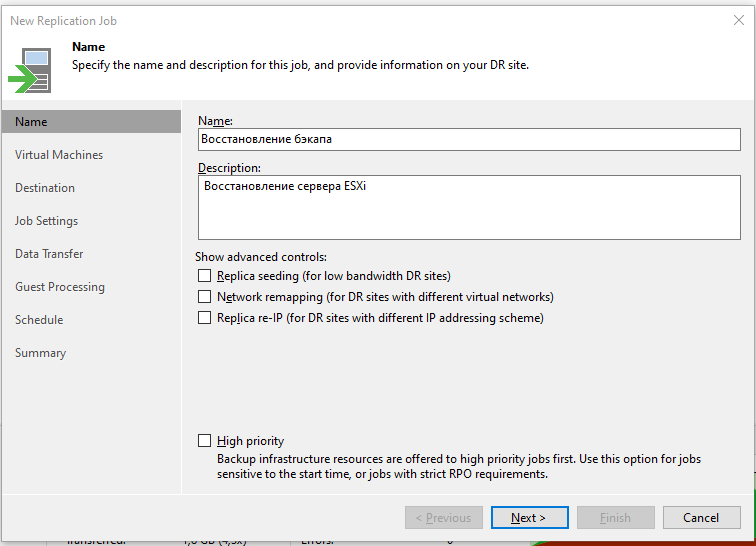 New Replication Job
Name
Specify the name and description for this job, and provide information on your DR site.
Name
Virtual Machines
Destination
Job Settings
Data Transfer
Guest Processing
Schedule
Summary
Name:
Восстановление бэкапа
Description:
Восстановление сервера ESXi
Show advanced controls:
Replica seeding (for low bandwidth DR sites)
Network remapping (for DR sites with different virtual networks)
Replica re-IP (for DR sites with different IP addressing scheme)
High priority
Backup infrastructure resources are offered to high priority jobs first. Use this option for jobs
sensitive to the start time, or jobs with strict RPO requirements.
< Previous
Next >
Finish
Cancel
Transferred:
Errors: